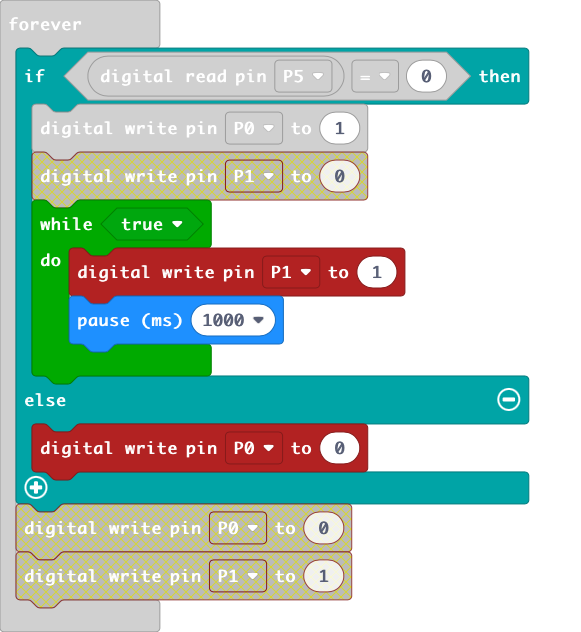 forever
if digital read pin P5 = 0 then
digital write pin P0 to 1
digital write pin P1 to 0
while true
do digital write pin P1 to 1
pause (ms) 1000
else
digital write pin P0 to 0
digital write pin P0 to 0
digital write pin P1 to 1